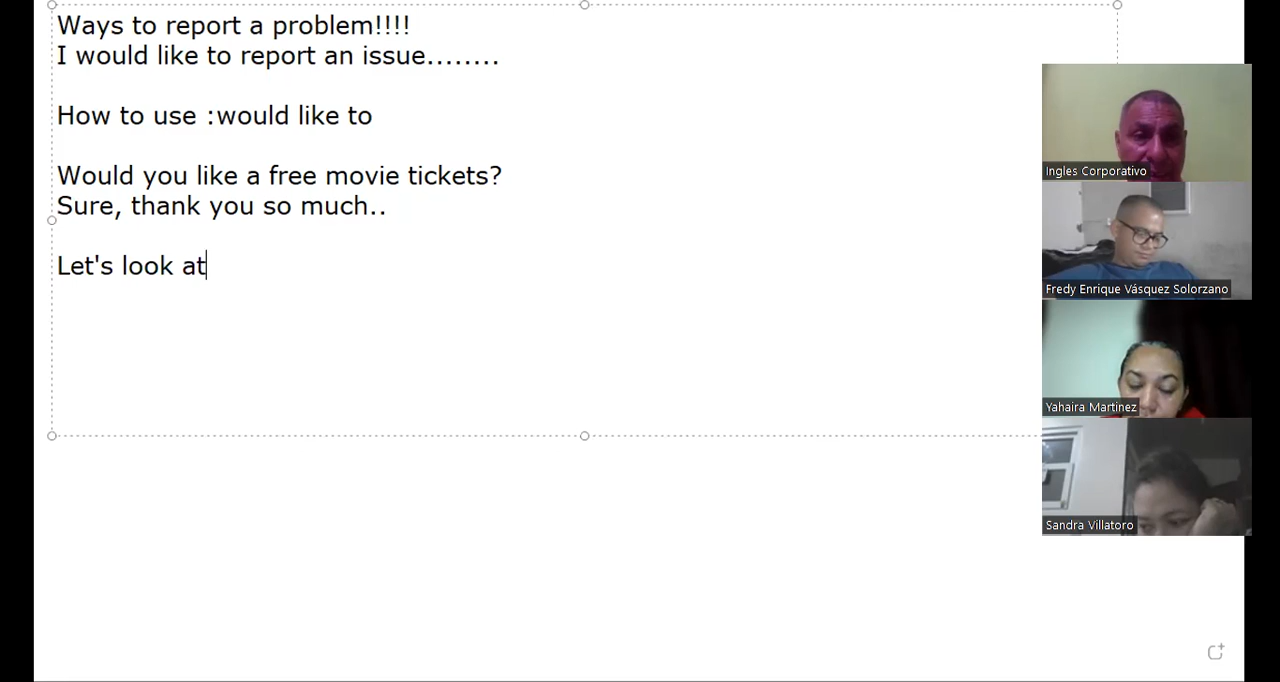 Ways to report a problem!!!!
I would like to report an issue........
How to use :would like to
Would you like a free movie tickets?
Sure, thank you so much..
Let's look at
Ingles Corporativo
Fredy Enrique Vásquez Solorzano
Yahaira Martinez
Sandra Villatoro